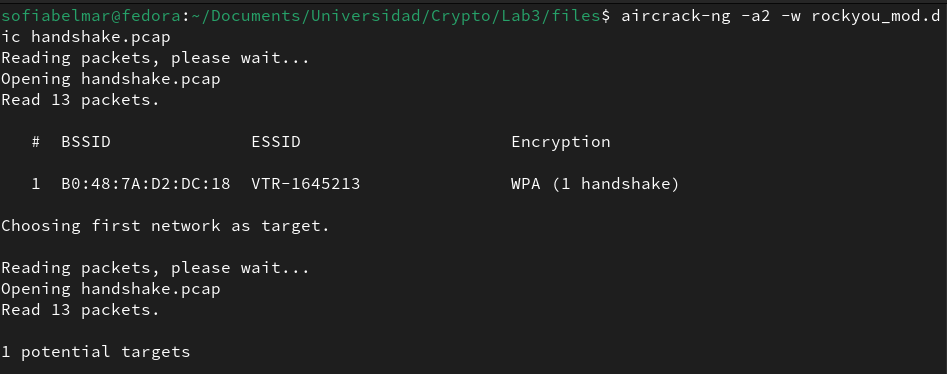 sofiabelmar@fedora:~/Documents/Universidad/Crypto/Lab3/files$ aircrack-ng -a2 -w rockyou_mod.d
ic handshake.pcap
Reading packets, please wait...
Opening handshake.pcap
Read 13 packets.
# BSSID ESSID Encryption
1 B0:48:7A:D2:DC:18 VTR-1645213 WPA (1 handshake)
Choosing first network as target.
Reading packets, please wait...
Opening handshake.pcap
Read 13 packets.
1 potential targets